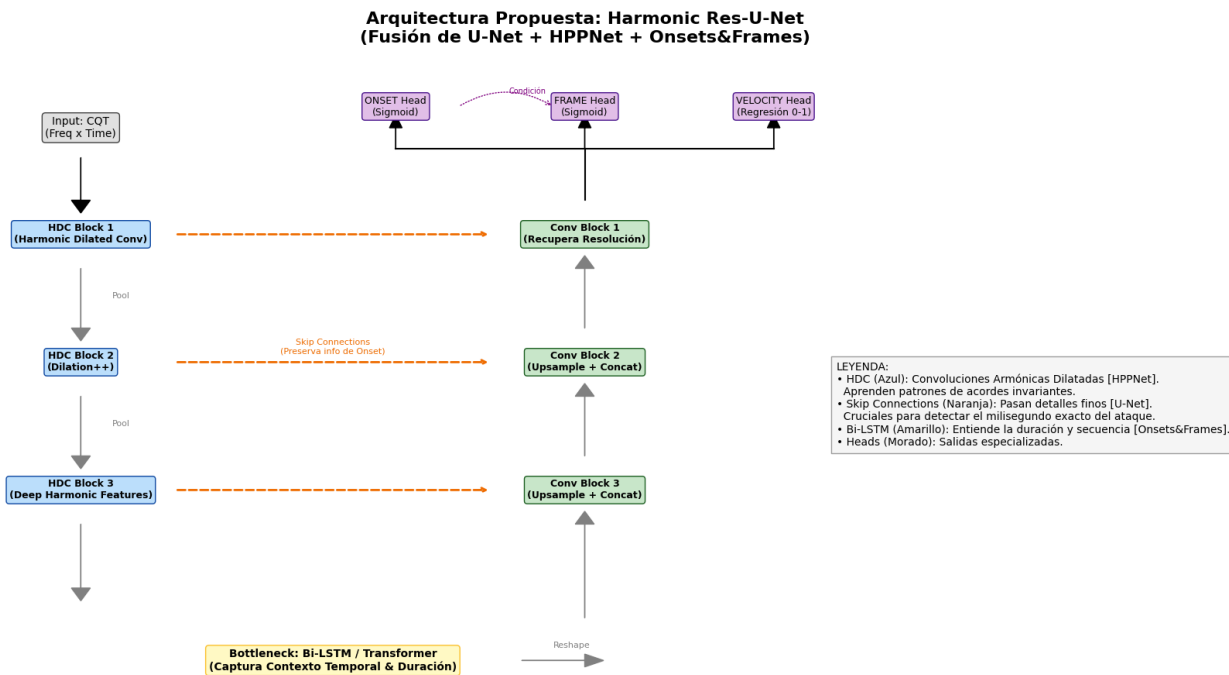 Arquitectura Propuesta: Harmonic Res-U-Net
(Fusión de U-Net + HPPNet + Onsets&Frames)
Condición
ONSET Head
(Sigmoid)
FRAME Head
(Sigmoid)
VELOCITY Head
(Regresión 0-1)
Input: CQT
(Freq x Time)
HDC Block 1
(Harmonic Dilated Conv)
Conv Block 1
(Recupera Resolución)
Pool
Skip Connections
(Preserva info de Onset)
HDC Block 2
(Dilation++)
Conv Block 2
(Upsample + Concat)
LEYENDA:
• HDC (Azul): Convoluciones Armónicas Dilatadas [HPPNet].
Aprenden patrones de acordes invariantes.
• Skip Connections (Naranja): Pasan detalles finos [U-Net].
Cruciales para detectar el milisegundo exacto del ataque.
• Bi-LSTM (Amarillo): Entiende la duración y secuencia [Onsets&Frames].
• Heads (Morado): Salidas especializadas.
Pool
HDC Block 3
(Deep Harmonic Features)
Conv Block 3
(Upsample + Concat)
Bottleneck: Bi-LSTM / Transformer
(Captura Contexto Temporal & Duración)
Reshape